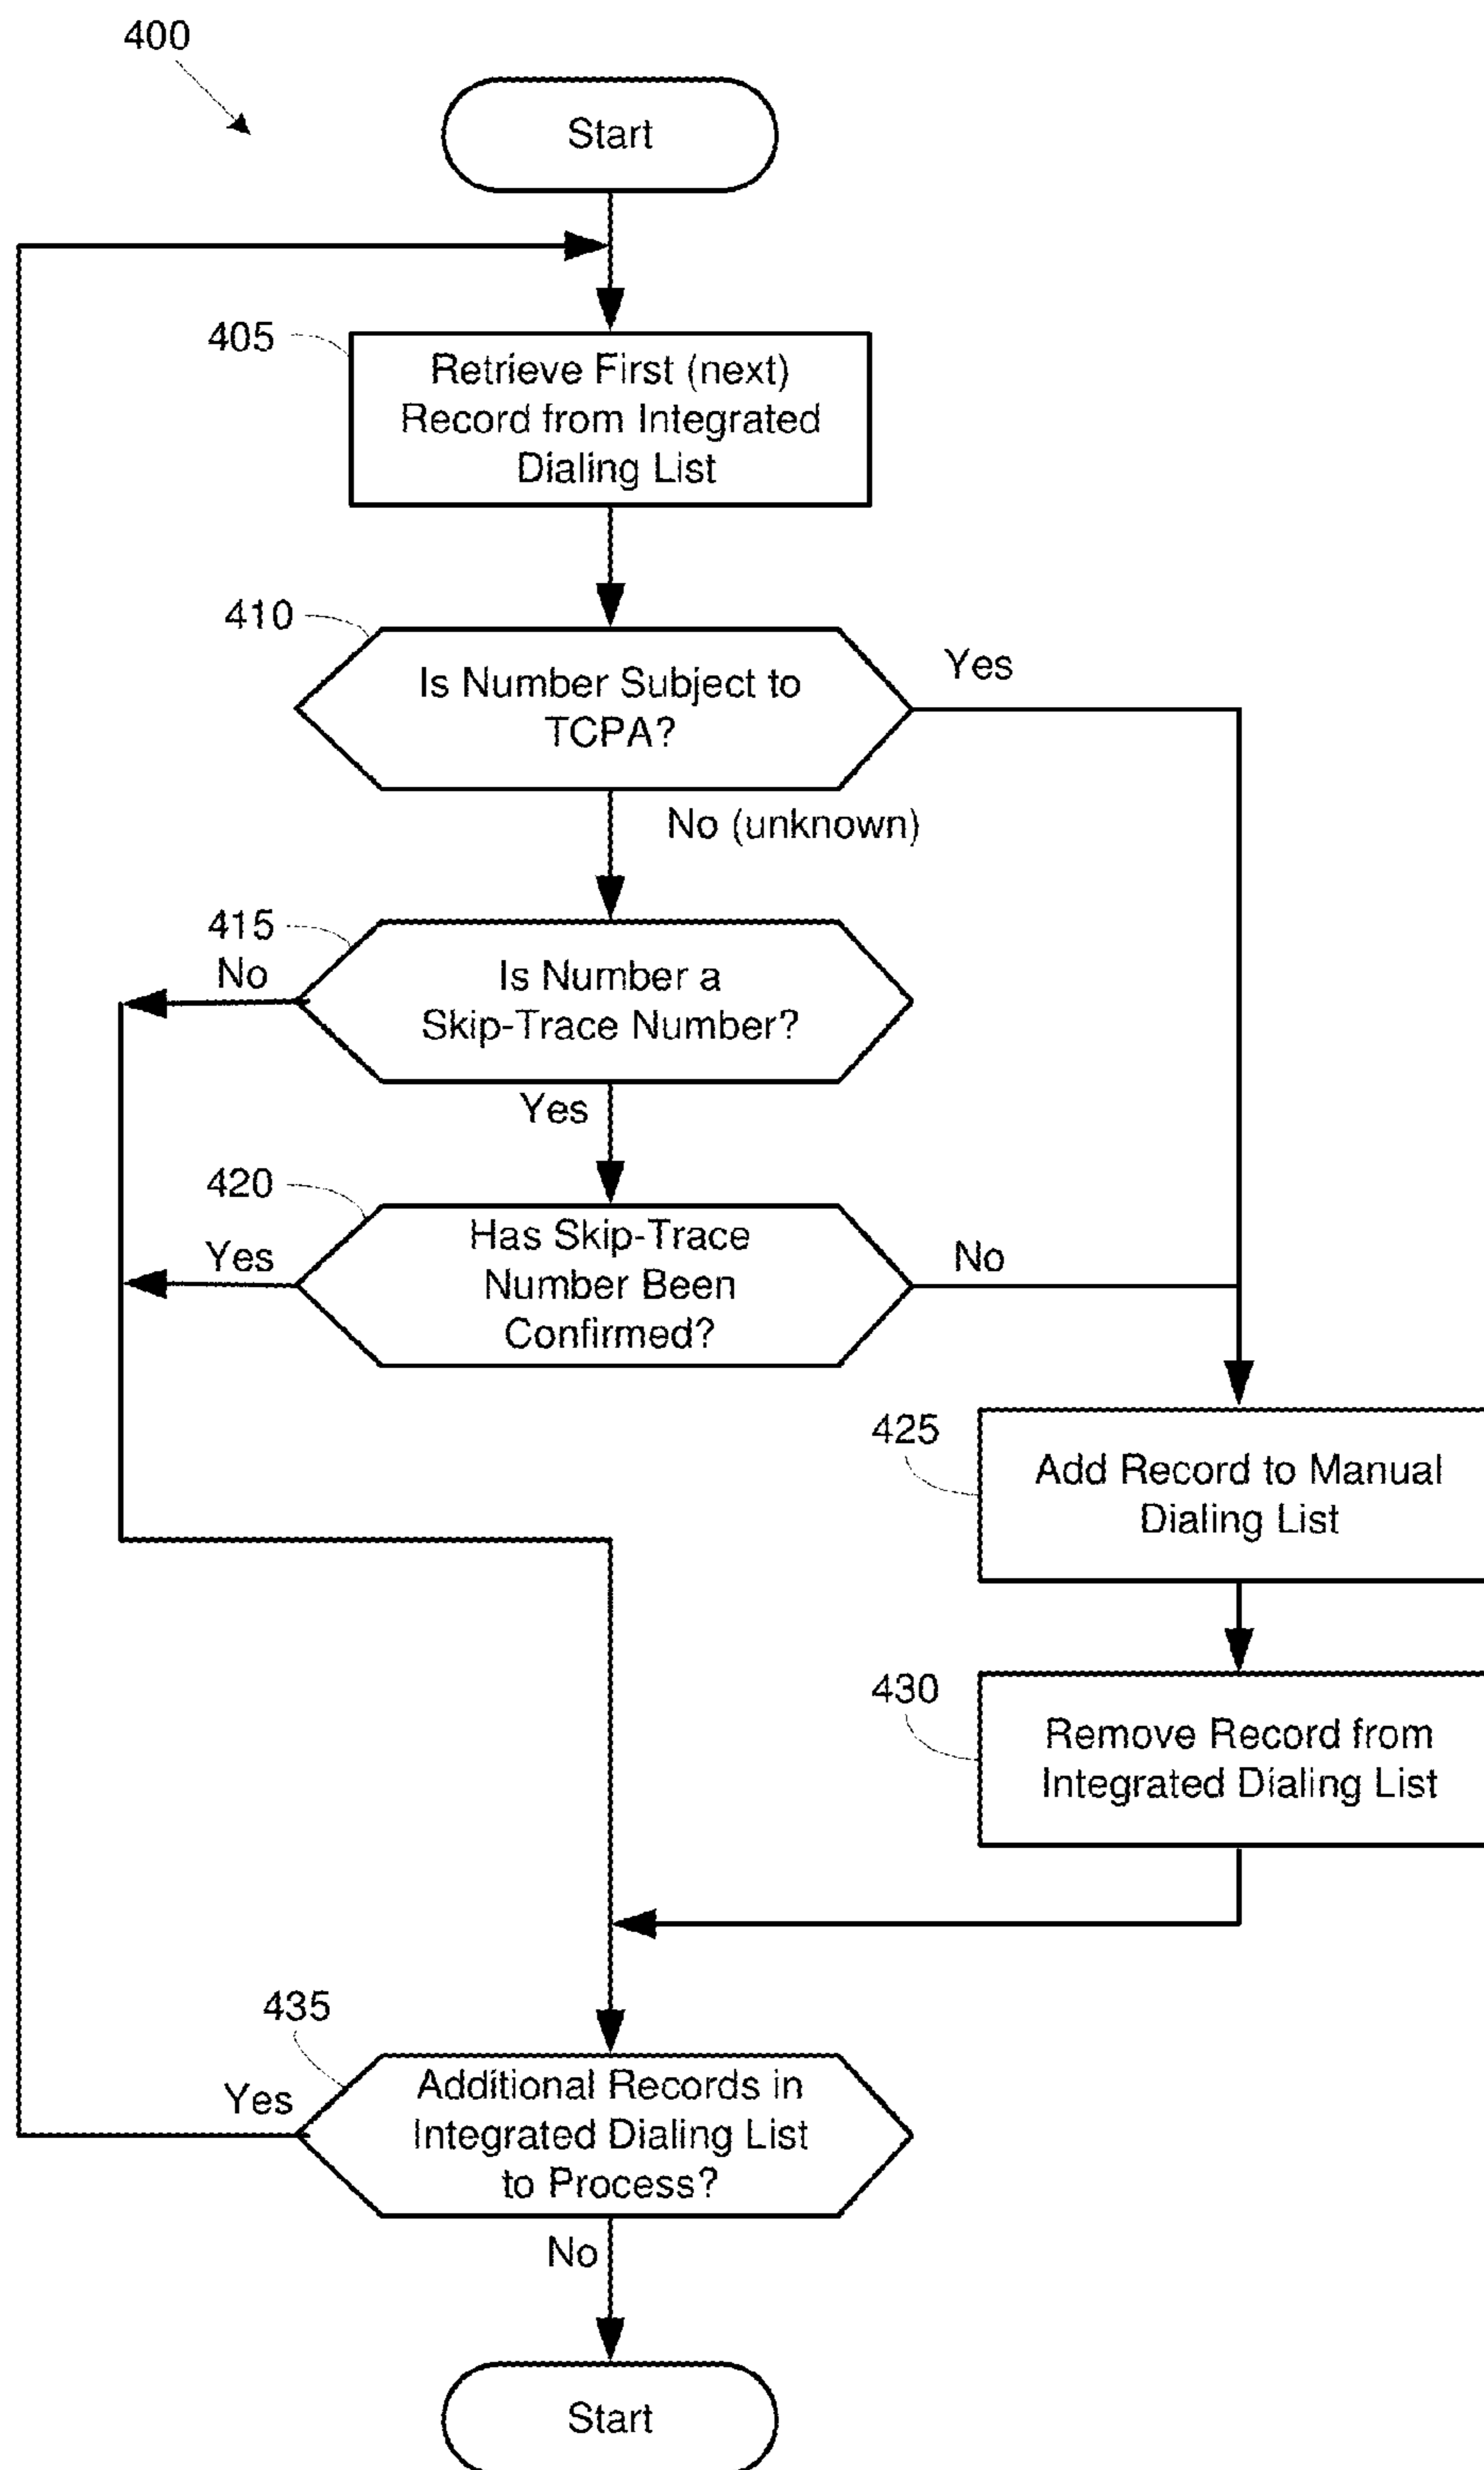 400
Start
405
Retrieve First (next)
Record from Integrated
Dialing List
410
Is Number Subject to
TCPA?
Yes
No (unknown)
415
No
Is Number a
Skip-Trace Number?
Yes
420
Yes
Has Skip-Trace
Number Been
Confirmed?
No
425
Add Record to Manual
Dialing List
430
Remove Record from
Integrated Dialing List
435
Yes
Additional Records in
Integrated Dialing List
to Process?
No
Start